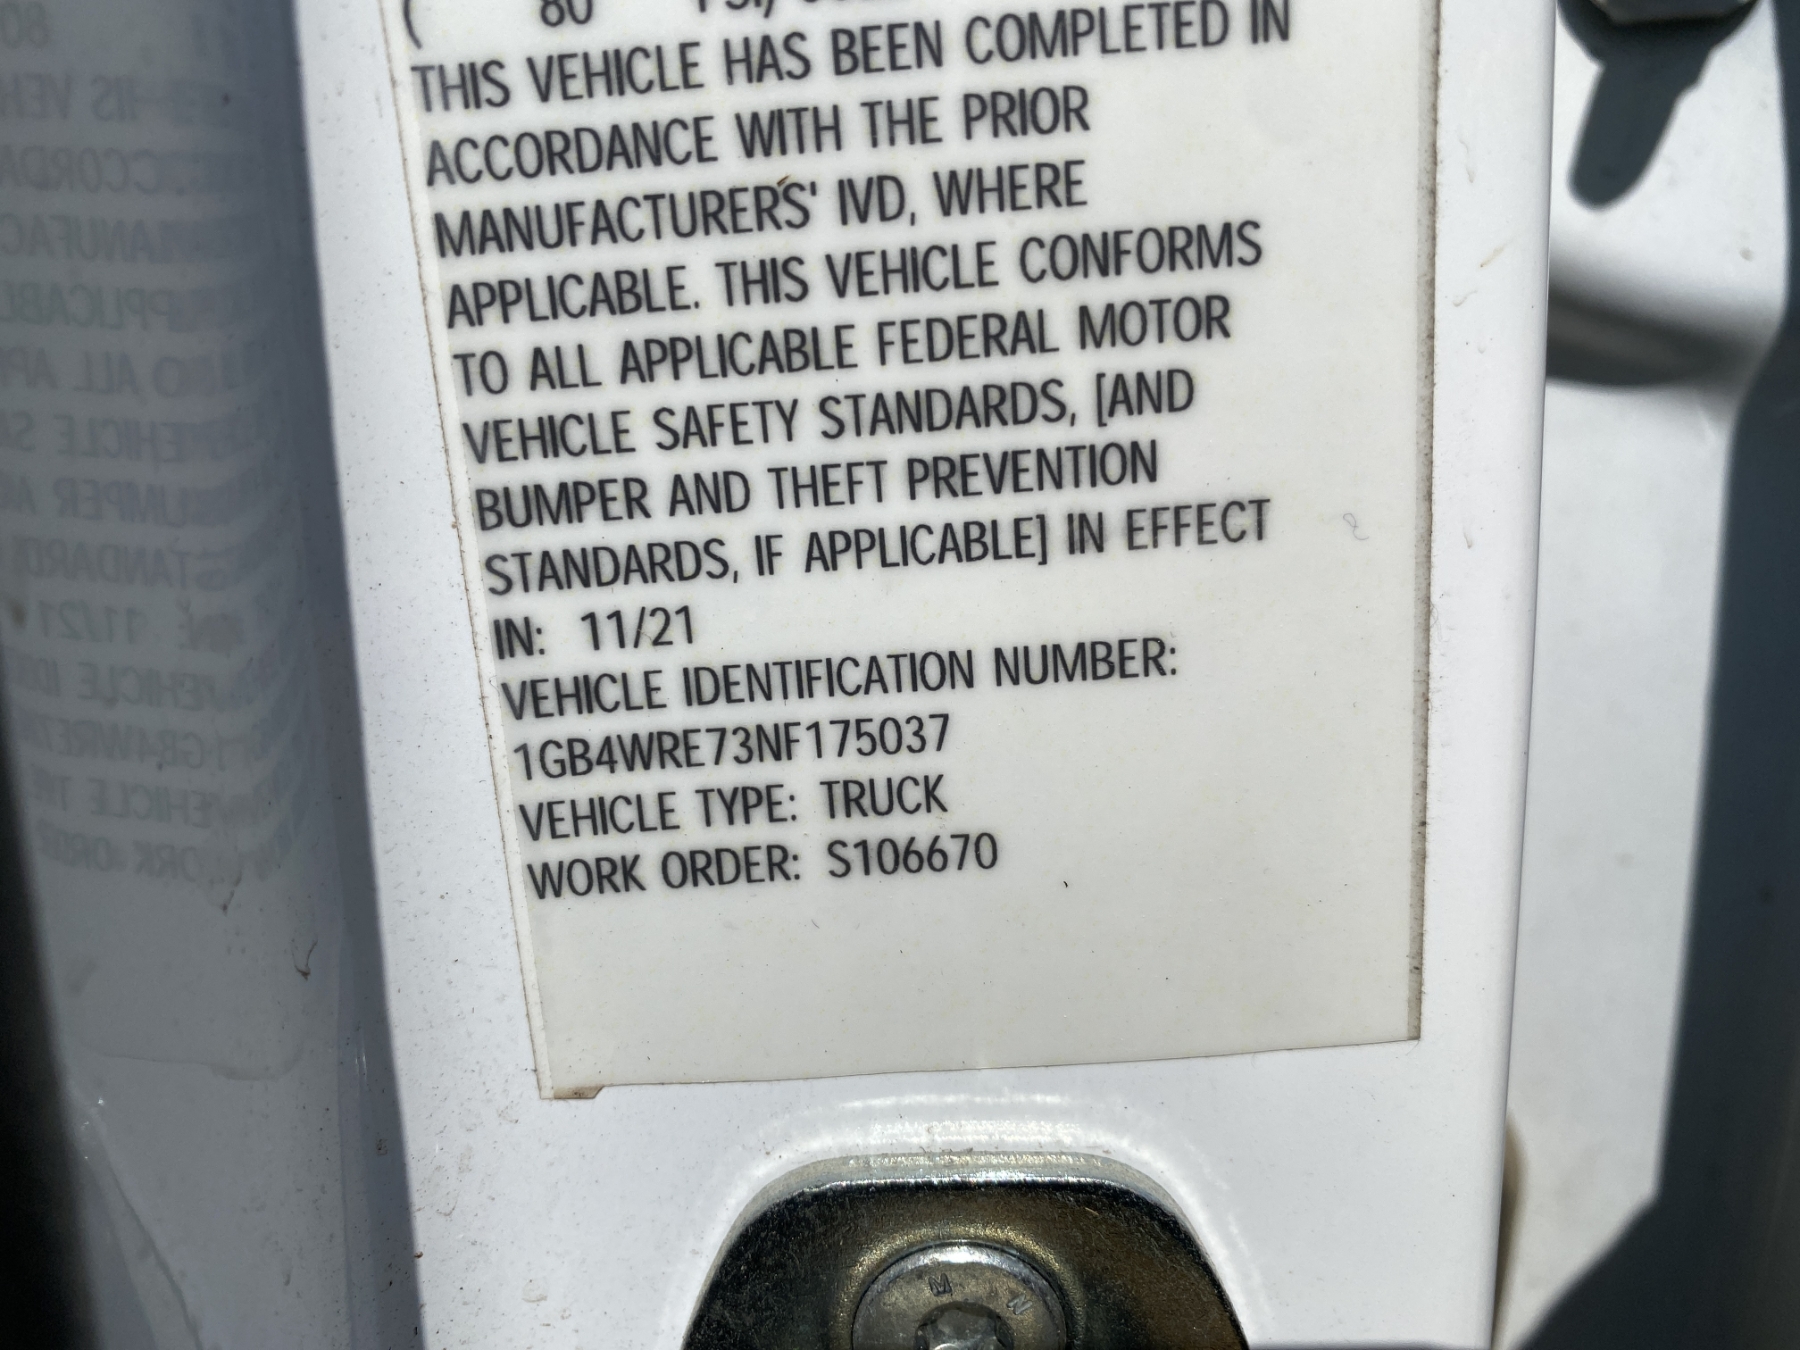 ( 80 PSI/
THIS VEHICLE HAS BEEN COMPLETED IN
ACCORDANCE WITH THE PRIOR
MANUFACTURERS' IVD, WHERE
APPLICABLE. THIS VEHICLE CONFORMS
TO ALL APPLICABLE FEDERAL MOTOR
VEHICLE SAFETY STANDARDS, [AND
BUMPER AND THEFT PREVENTION
STANDARDS, IF APPLICABLE] IN EFFECT
IN: 11/21
VEHICLE IDENTIFICATION NUMBER:
1GB4WRE73NF175037
VEHICLE TYPE: TRUCK
WORK ORDER: S106670
M N